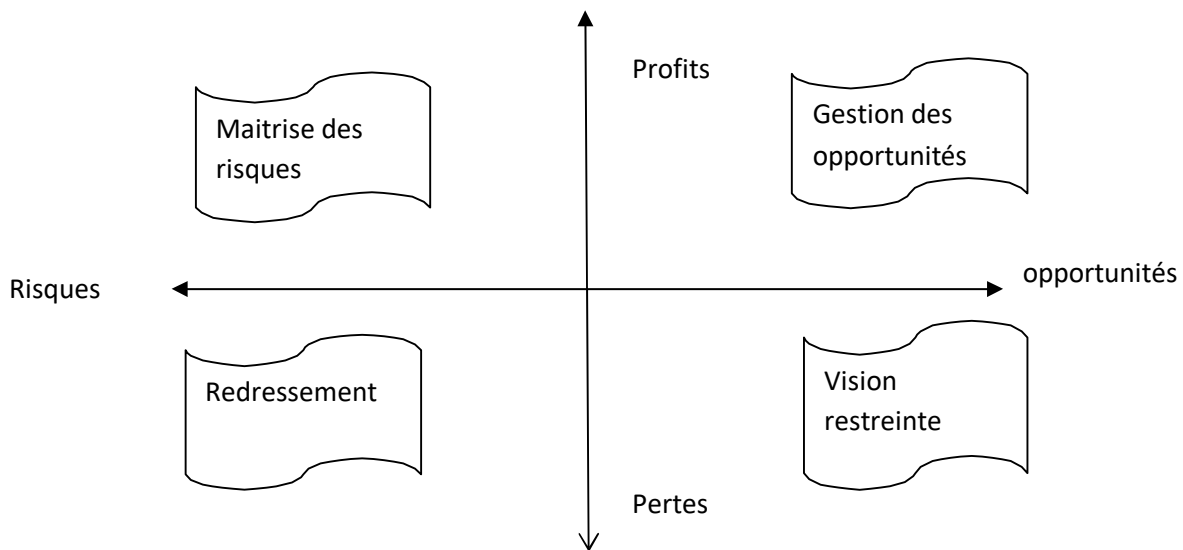 Profits
Maitrise des
risques
Gestion des
opportunités
Risques
opportunités
Redressement
Vision
restreinte
Pertes